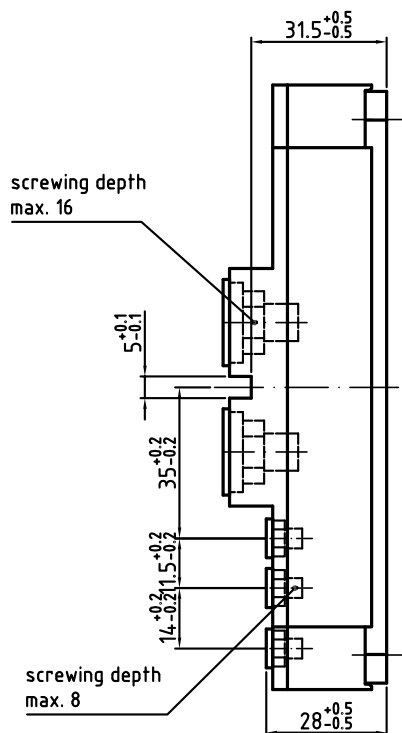 31.5+0.5-0.5
screwing depth
max. 16
5+0.1-0.1
35+0.2-0.2
11.5+0.2-0.2
14+0.2-0.2
screwing depth
max. 8
28+0.5-0.5